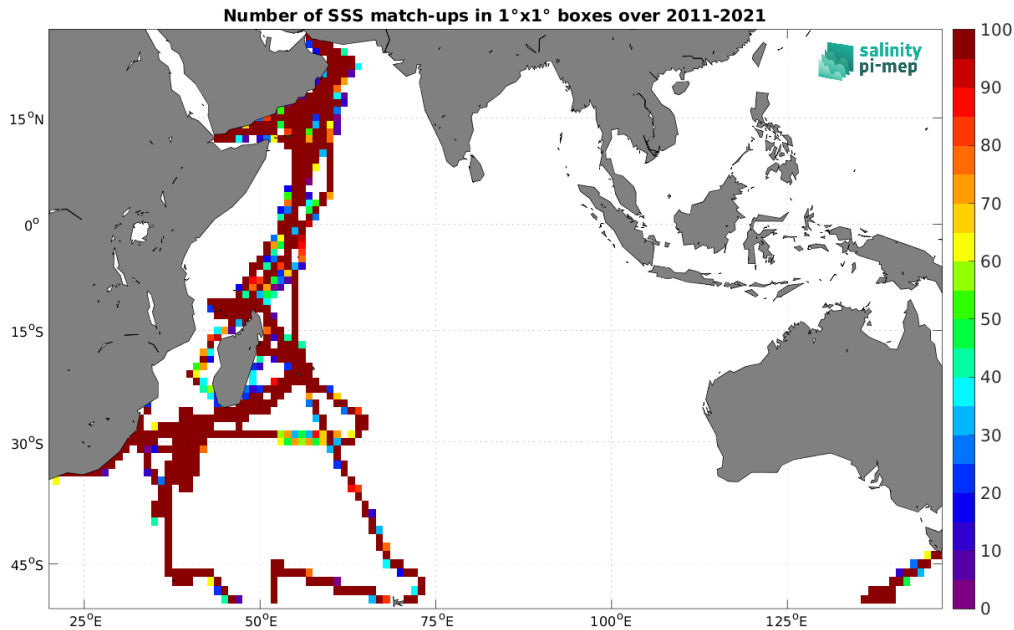 Number of SSS match-ups in 1°x1° boxes over 2011-2021
salinity
pi-mep
100
90
80
70
60
50
40
30
20
10
0
15°N
0°
15°S
30°S
45°S
25°E
50°E
75°E
100°E
125°E